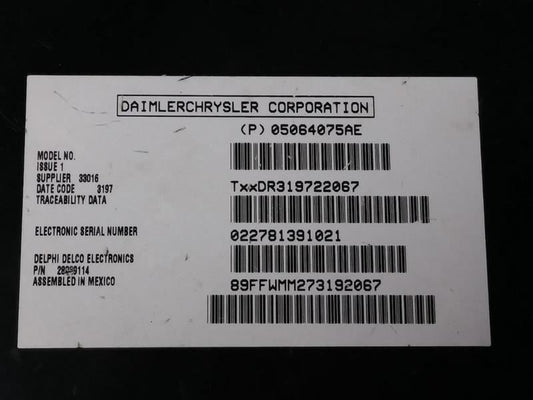 DAIMLERCHRYSLER CORPORATION
(P) 05064075AE
MODEL NO.
ISSUE 1
SUPPLIER 33016
DATE CODE 3197
TRACEABILITY DATA
TxxDR319722067
ELECTRONIC SERIAL NUMBER
022781391021
DELPHI DELCO ELECTRONICS
P/N
ASSEMBLED IN MEXICO
89FFWMM273192067